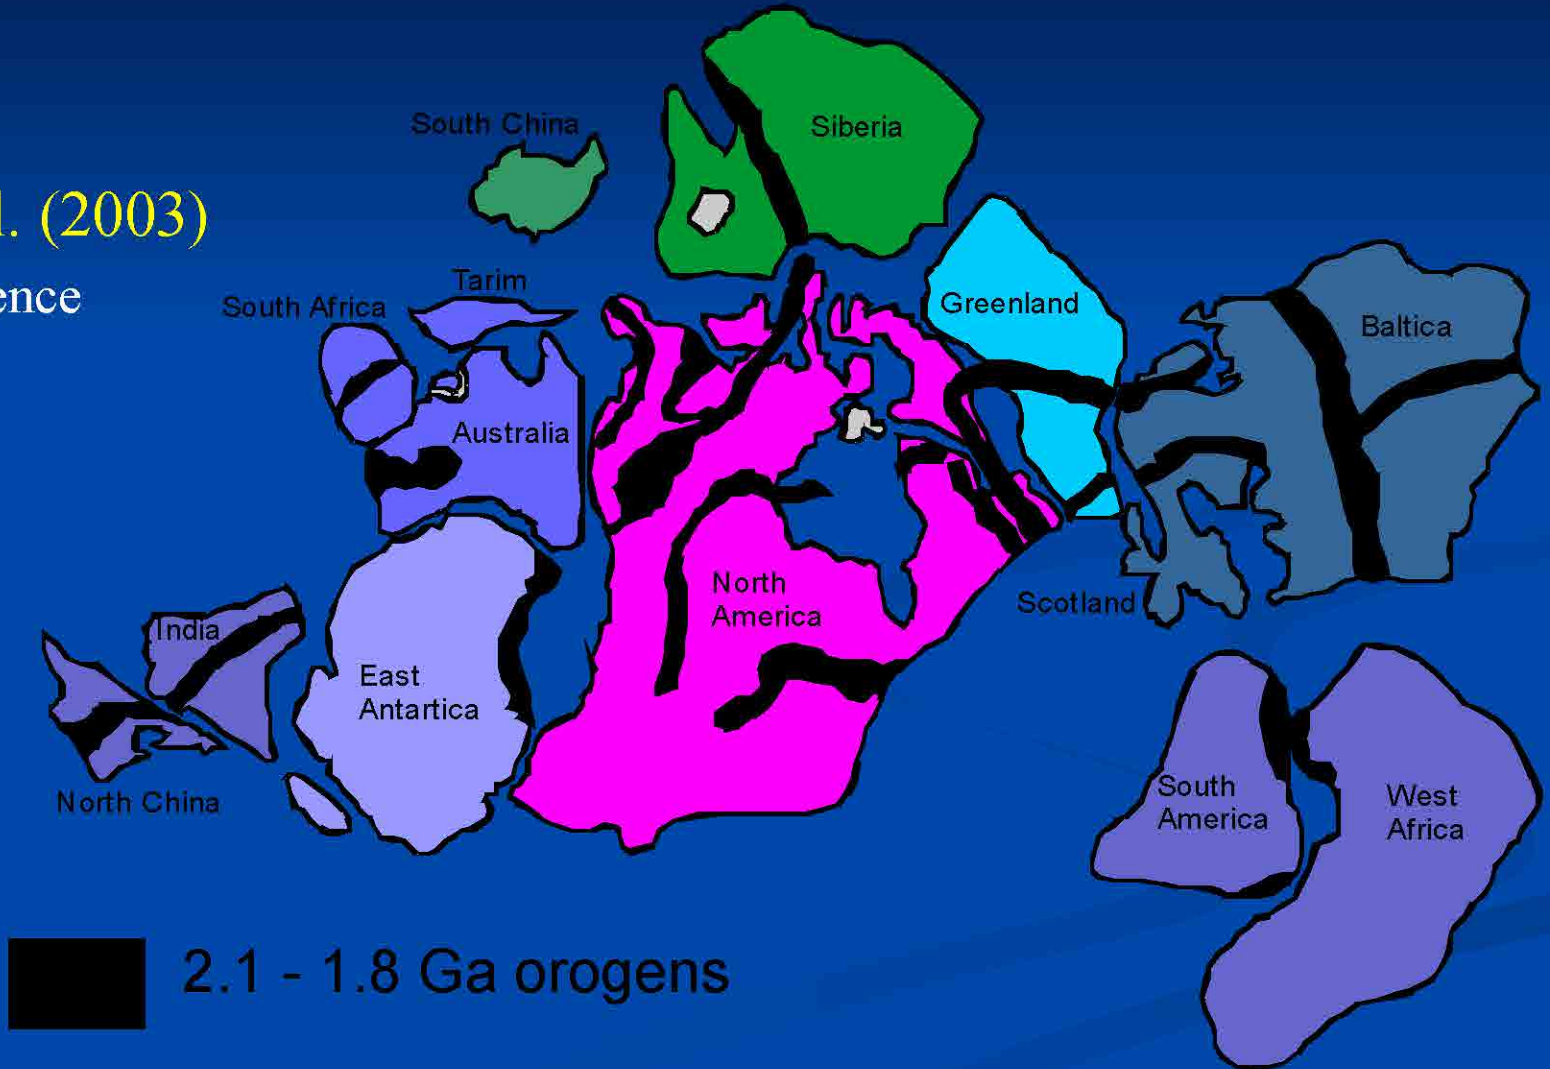 South China
Siberia
l. (2003)
ence
Tarim
South Africa
Greenland
Baltica
Australia
North
America
Scotland
India
East
Antartica
North China
South
America
West
Africa
2.1 - 1.8 Ga orogens